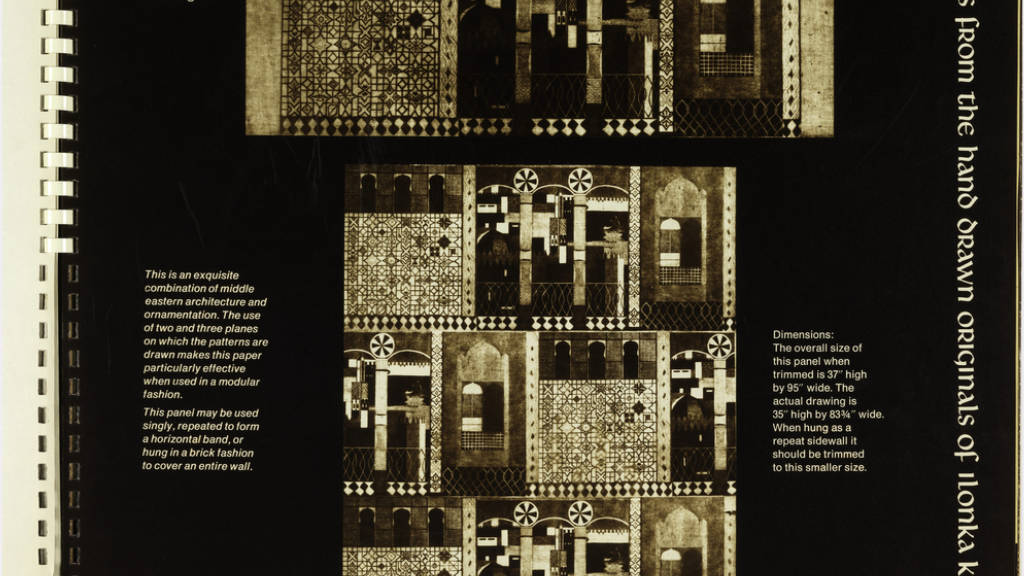 This is an exquisite
combination of middle
eastern architecture and
ornamentation. The use
of two and three planes
on which the patterns are
drawn makes this paper
particularly effective
when used in a modular
fashion.
This panel may be used
singly, repeated to form
a horizontal band, or
hung in a brick fashion
to cover an entire wall.
Dimensions:
The overall size of
this panel when
trimmed is 37" high
by 95" wide. The
actual drawing is
35" high by 83¾" wide.
When hung as a
repeat sidewall it
should be trimmed
to this smaller size.
s from the hand drawn originals of Ilonka k